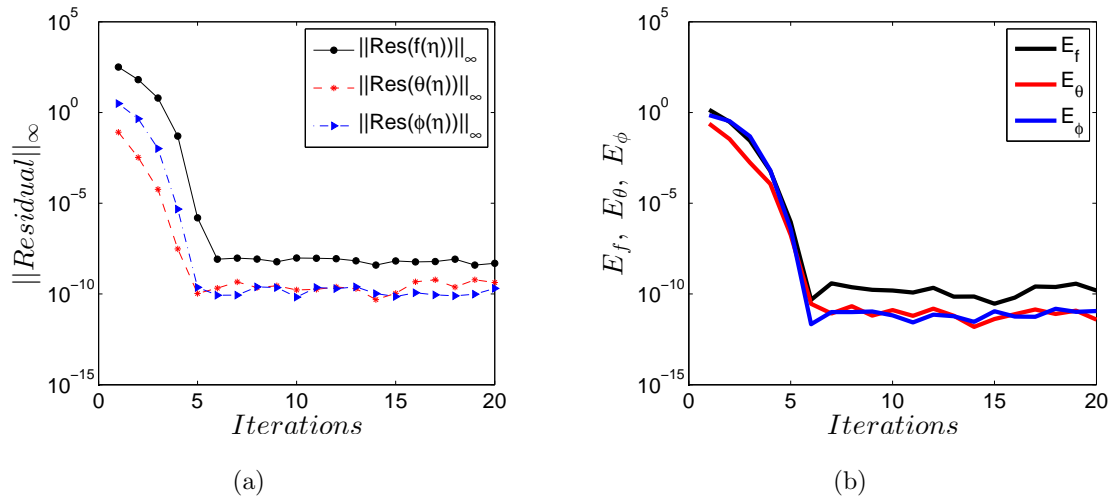 10^5
10^0
10^−5
10^−10
10^−15
||Residual||_∞
0 5 10 15 20
Iterations
||Res(f(η))||_∞
||Res(θ(η))||_∞
||Res(ϕ(η))||_∞
(a)
10^5
10^0
10^−5
10^−10
10^−15
E_f, E_θ, E_ϕ
0 5 10 15 20
Iterations
E_f
E_θ
E_ϕ
(b)